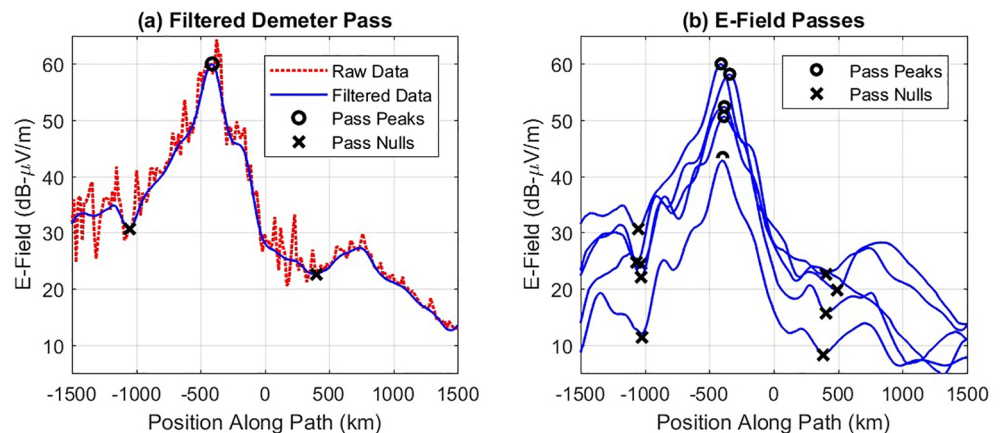 (a) Filtered Demeter Pass
60
50
40
30
20
10
E-Field (dB-μV/m)
Raw Data
Filtered Data
Pass Peaks
Pass Nulls
-1500 -1000 -500 0 500 1000 1500
Position Along Path (km)
(b) E-Field Passes
60
50
40
30
20
10
E-Field (dB-μV/m)
Pass Peaks
Pass Nulls
-1500 -1000 -500 0 500 1000 1500
Position Along Path (km)